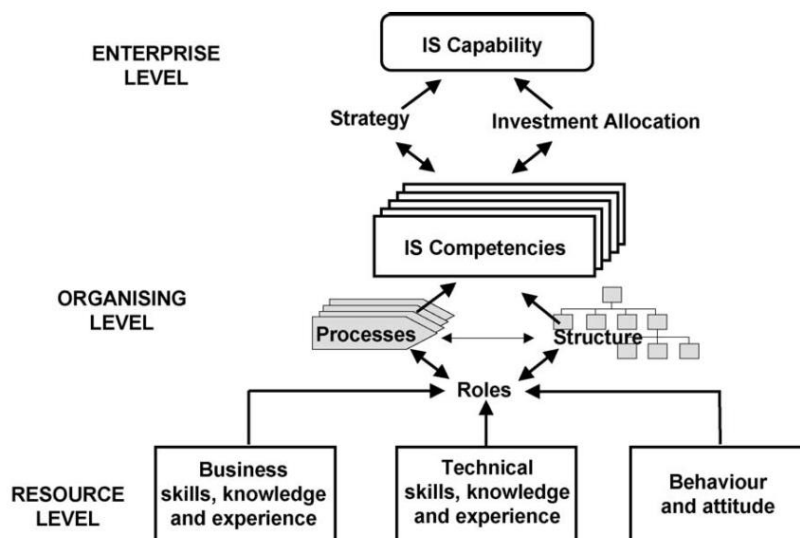 ENTERPRISE
LEVEL
IS Capability
Strategy
Investment Allocation
IS Competencies
ORGANISING
LEVEL
Processes
Structure
Roles
RESOURCE
LEVEL
Business
skills, knowledge
and experience
Technical
skills, knowledge
and experience
Behaviour
and attitude